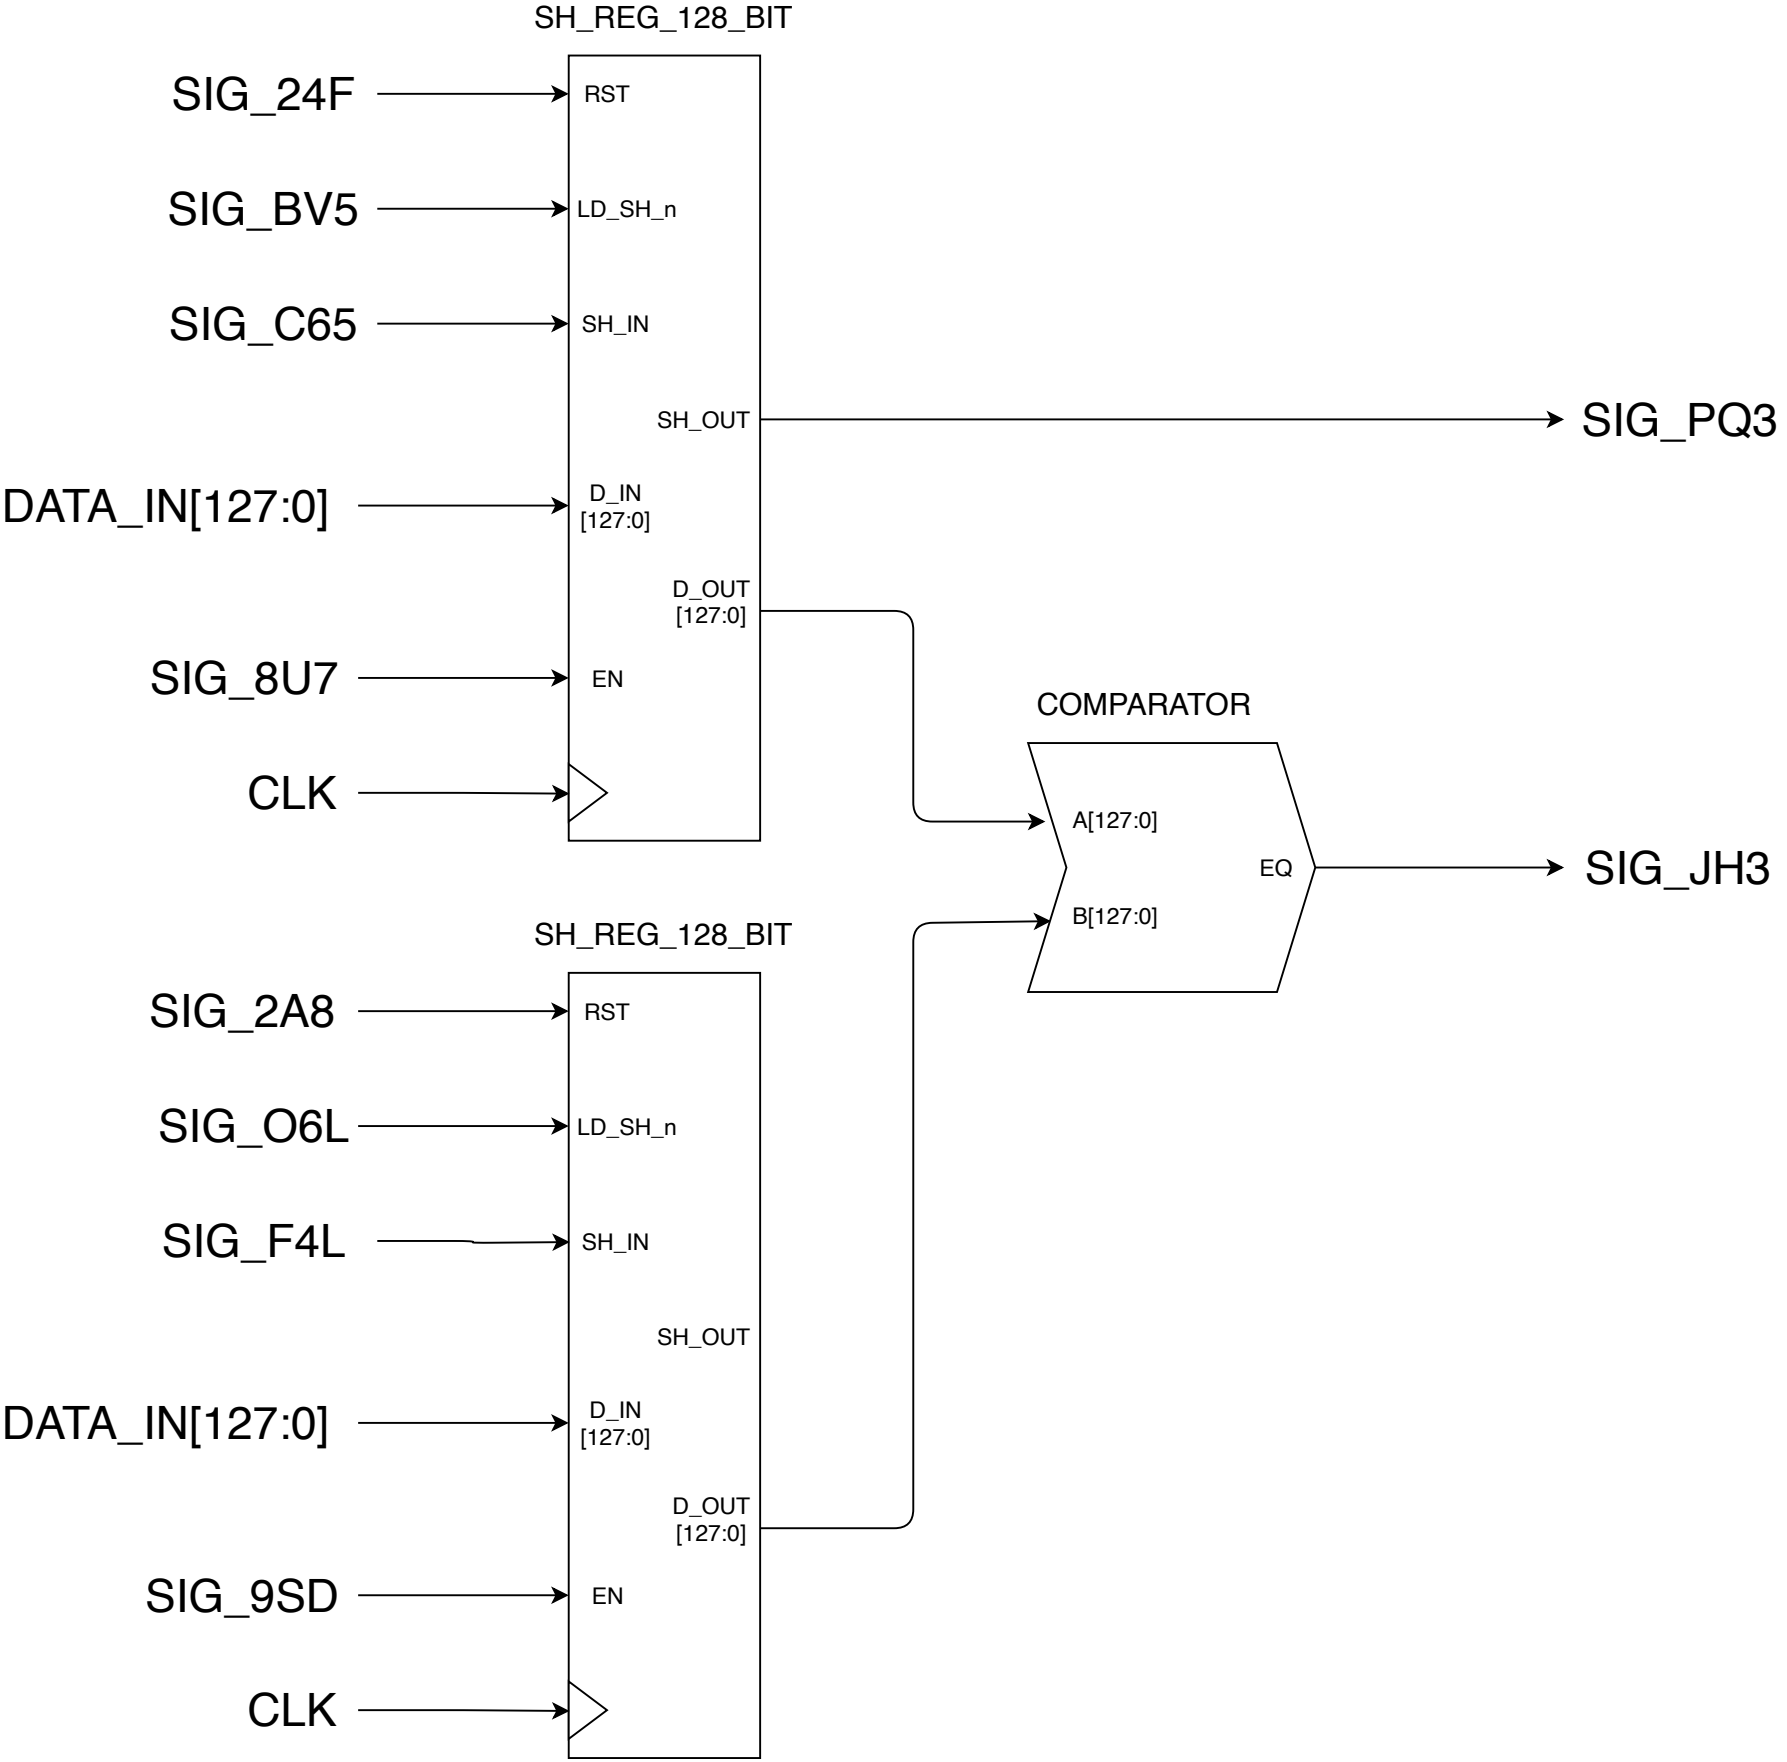 SH_REG_128_BIT
SIG_24F
RST
SIG_BV5
LD_SH_n
SIG_C65
SH_IN
SH_OUT
SIG_PQ3
DATA_IN[127:0]
D_IN
[127:0]
D_OUT
[127:0]
SIG_8U7
EN
CLK
COMPARATOR
A[127:0]
EQ
SIG_JH3
B[127:0]
SH_REG_128_BIT
SIG_2A8
RST
SIG_O6L
LD_SH_n
SIG_F4L
SH_IN
SH_OUT
DATA_IN[127:0]
D_IN
[127:0]
D_OUT
[127:0]
SIG_9SD
EN
CLK